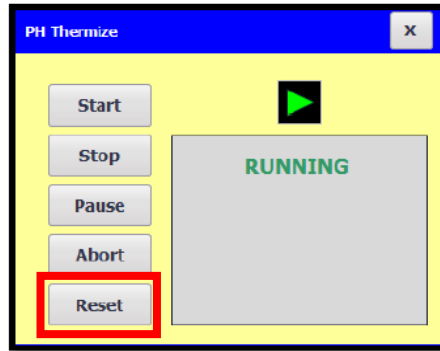 PH Thermize
x
Start
Stop
RUNNING
Pause
Abort
Reset